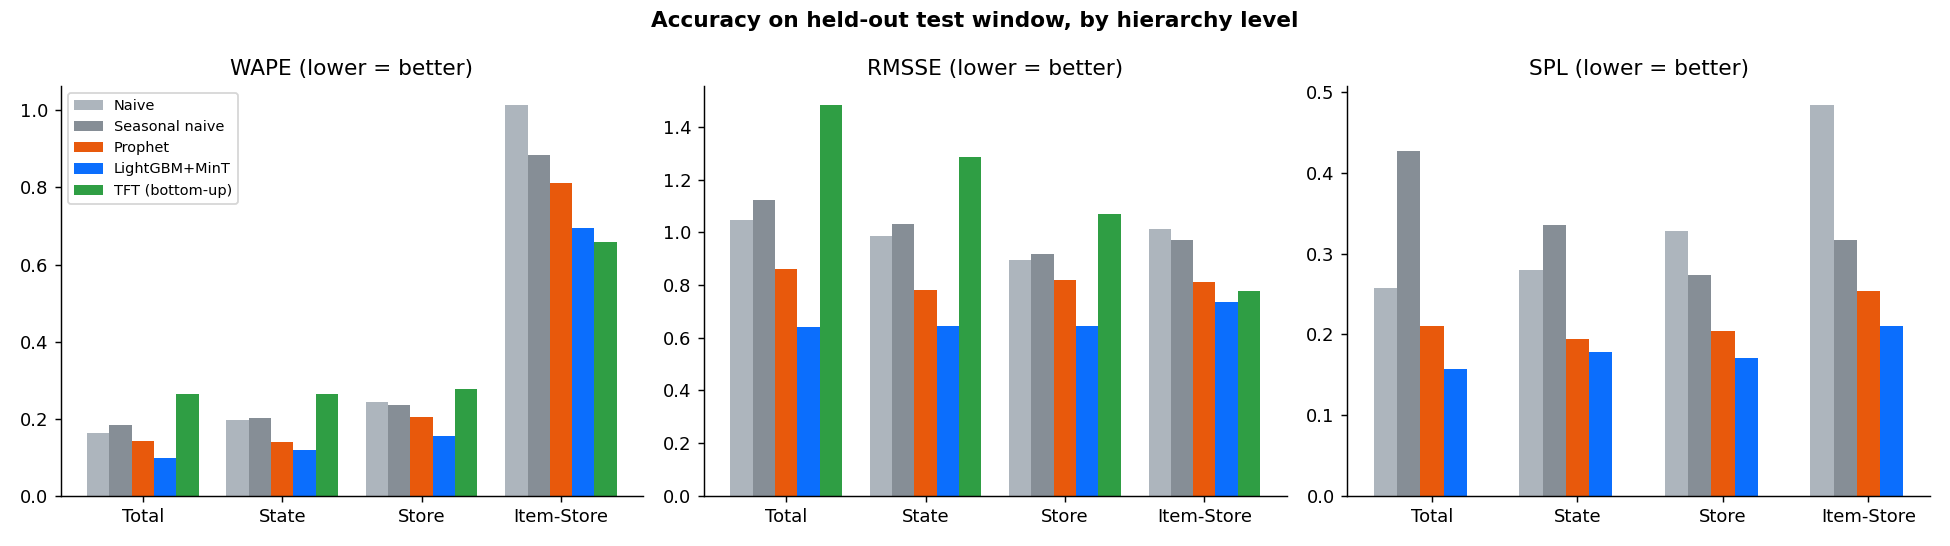 Accuracy on held-out test window, by hierarchy level
WAPE (lower = better)
1.0
0.8
0.6
0.4
0.2
0.0
Naive
Seasonal naive
Prophet
LightGBM+MinT
TFT (bottom-up)
Total State Store Item-Store
RMSSE (lower = better)
1.4
1.2
1.0
0.8
0.6
0.4
0.2
0.0
Total State Store Item-Store
SPL (lower = better)
0.5
0.4
0.3
0.2
0.1
0.0
Total State Store Item-Store